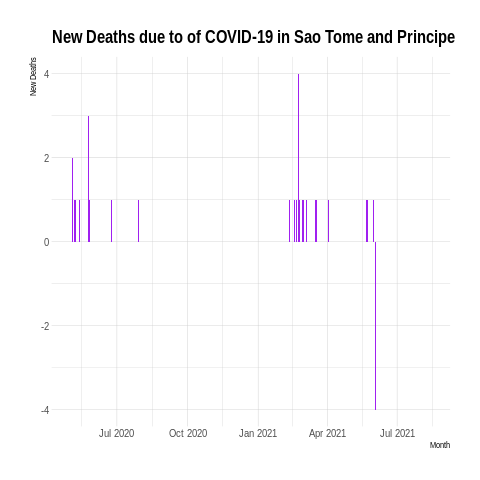 New Deaths due to of COVID-19 in Sao Tome and Principe
New Deaths
4
2
0
-2
-4
Jul 2020 Oct 2020 Jan 2021 Apr 2021 Jul 2021
Month